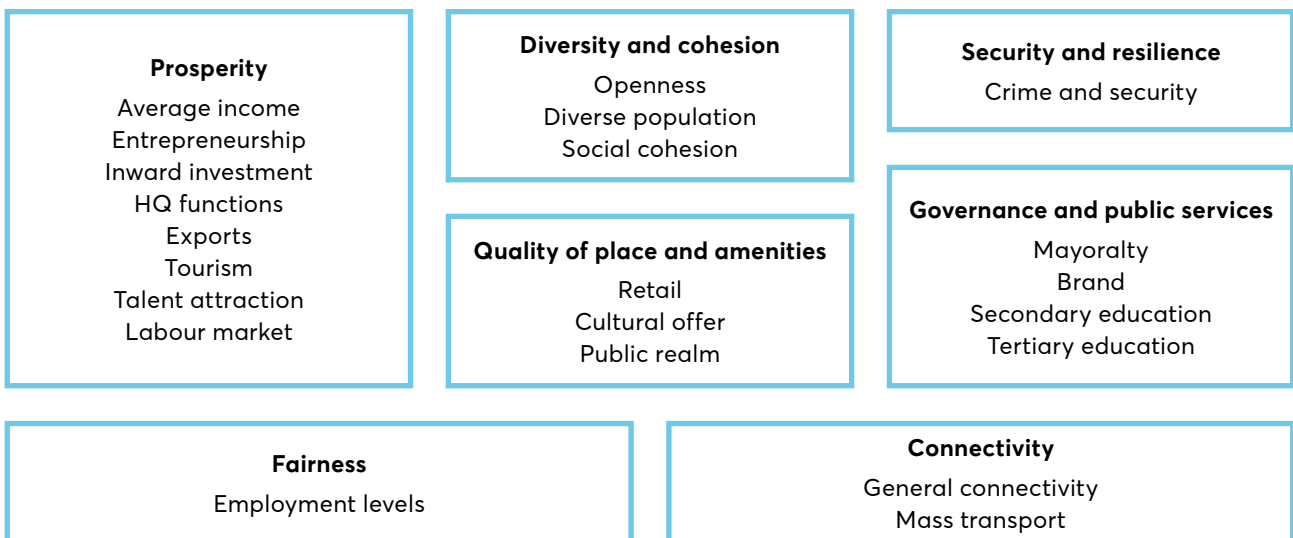 Prosperity
Average income
Entrepreneurship
Inward investment
HQ functions
Exports
Tourism
Talent attraction
Labour market
Diversity and cohesion
Openness
Diverse population
Social cohesion
Quality of place and amenities
Retail
Cultural offer
Public realm
Security and resilience
Crime and security
Governance and public services
Mayoralty
Brand
Secondary education
Tertiary education
Fairness
Employment levels
Connectivity
General connectivity
Mass transport